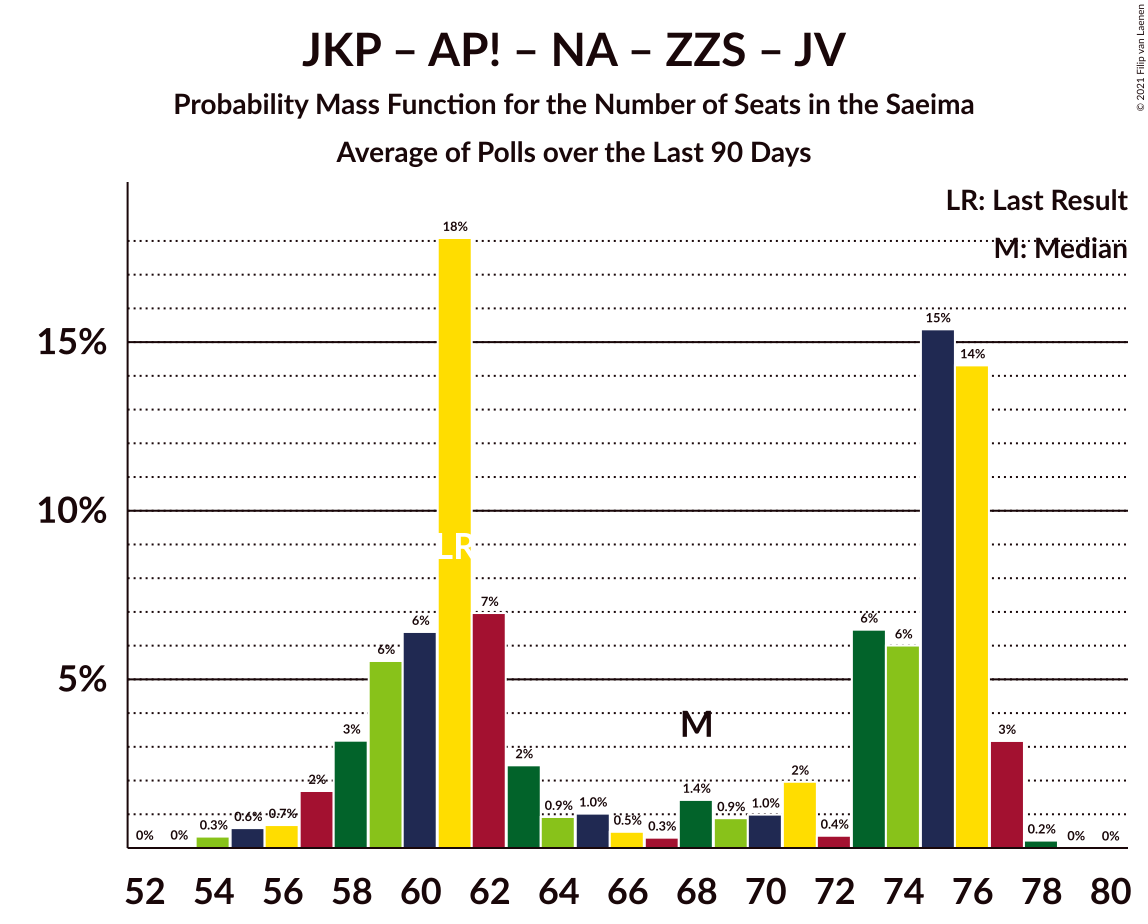 JKP – AP! – NA – ZZS – JV
Probability Mass Function for the Number of Seats in the Saeima
Average of Polls over the Last 90 Days
© 2021 Filip van Laenen
LR: Last Result
M: Median
15%
10%
5%
0% 0% 0.3% 0.6% 0.7% 2% 3% 6% 6% 18% 7% 2% 0.9% 1.0% 0.5% 0.3% 1.4% 0.9% 1.0% 2% 0.4% 6% 6% 15% 14% 3% 0.2% 0% 0%
LR
M
52 54 56 58 60 62 64 66 68 70 72 74 76 78 80